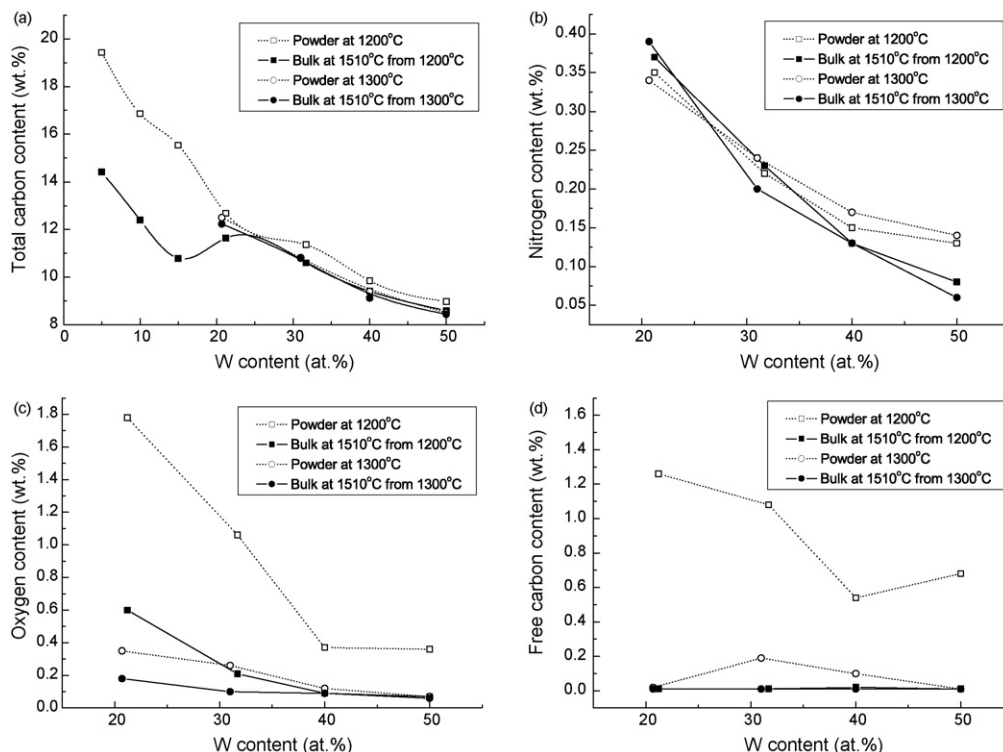 (a)
Powder at 1200°C
Bulk at 1510°C from 1200°C
Powder at 1300°C
Bulk at 1510°C from 1300°C
Total carbon content (wt.%)
20
18
16
14
12
10
8
0
10
20
30
40
50
W content (at.%)
(b)
Powder at 1200°C
Bulk at 1510°C from 1200°C
Powder at 1300°C
Bulk at 1510°C from 1300°C
Nitrogen content (wt.%)
0.40
0.35
0.30
0.25
0.20
0.15
0.10
0.05
20
30
40
50
W content (at.%)
(c)
Powder at 1200°C
Bulk at 1510°C from 1200°C
Powder at 1300°C
Bulk at 1510°C from 1300°C
Oxygen content (wt.%)
1.8
1.6
1.4
1.2
1.0
0.8
0.6
0.4
0.2
0.0
20
30
40
50
W content (at.%)
(d)
Powder at 1200°C
Bulk at 1510°C from 1200°C
Powder at 1300°C
Bulk at 1510°C from 1300°C
Free carbon content (wt.%)
1.6
1.4
1.2
1.0
0.8
0.6
0.4
0.2
0.0
20
30
40
50
W content (at.%)